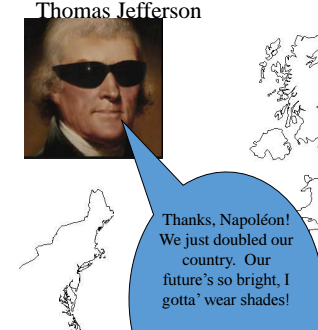 Thomas Jefferson
Thanks, Napoléon!
We just doubled our
country.  Our
future's so bright, I
gotta' wear shades!